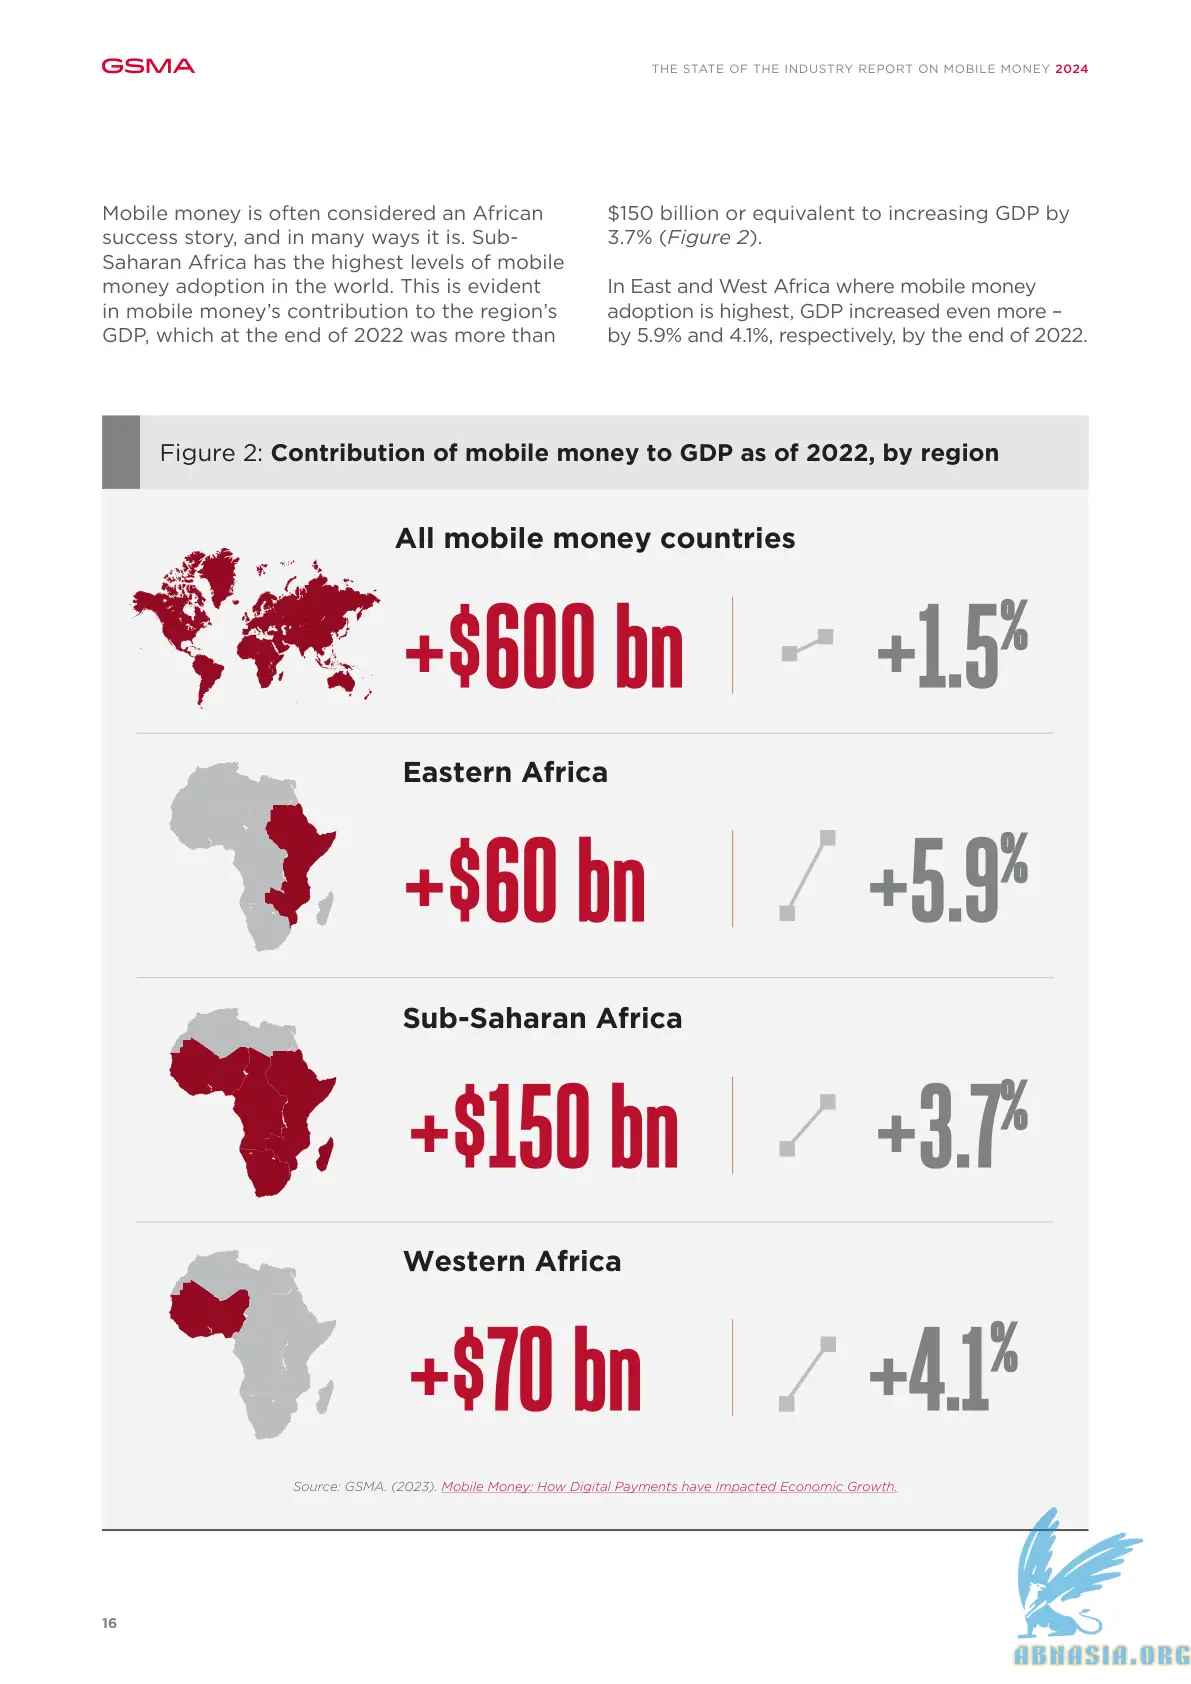 GSMA
THE STATE OF THE INDUSTRY REPORT ON MOBILE MONEY 2024
Mobile money is often considered an African
success story, and in many ways it is. Sub-
Saharan Africa has the highest levels of mobile
money adoption in the world. This is evident
in mobile money’s contribution to the region’s
GDP, which at the end of 2022 was more than
$150 billion or equivalent to increasing GDP by
3.7% (Figure 2).
In East and West Africa where mobile money
adoption is highest, GDP increased even more –
by 5.9% and 4.1%, respectively, by the end of 2022.
Figure 2: Contribution of mobile money to GDP as of 2022, by region
All mobile money countries
+$600 bn
+1.5%
Eastern Africa
+$60 bn
+5.9%
Sub-Saharan Africa
+$150 bn
+3.7%
Western Africa
+$70 bn
+4.1%
Source: GSMA. (2023). Mobile Money: How Digital Payments have Impacted Economic Growth.
16
ABNASIA.ORG